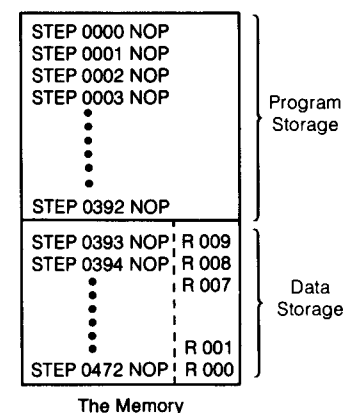 STEP 0000 NOP
STEP 0001 NOP
STEP 0002 NOP
STEP 0003 NOP
Program
Storage
STEP 0392 NOP
STEP 0393 NOP R 009
STEP 0394 NOP R 008
R 007
Data
Storage
R 001
STEP 0472 NOP R 000
The Memory